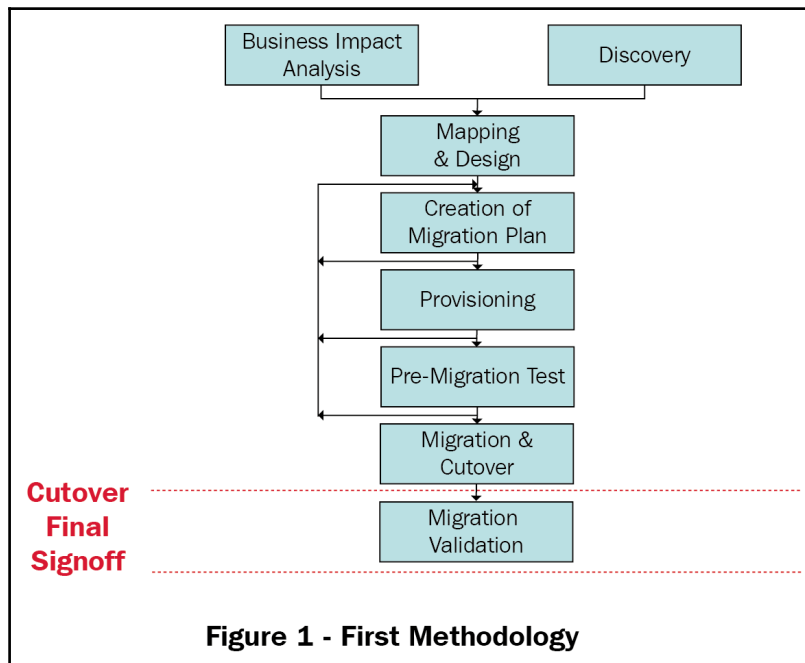 Business Impact
Analysis
Discovery
Mapping
& Design
Creation of
Migration Plan
Provisioning
Pre-Migration Test
Migration &
Cutover
Cutover
Final
Signoff
Migration
Validation
Figure 1 - First Methodology